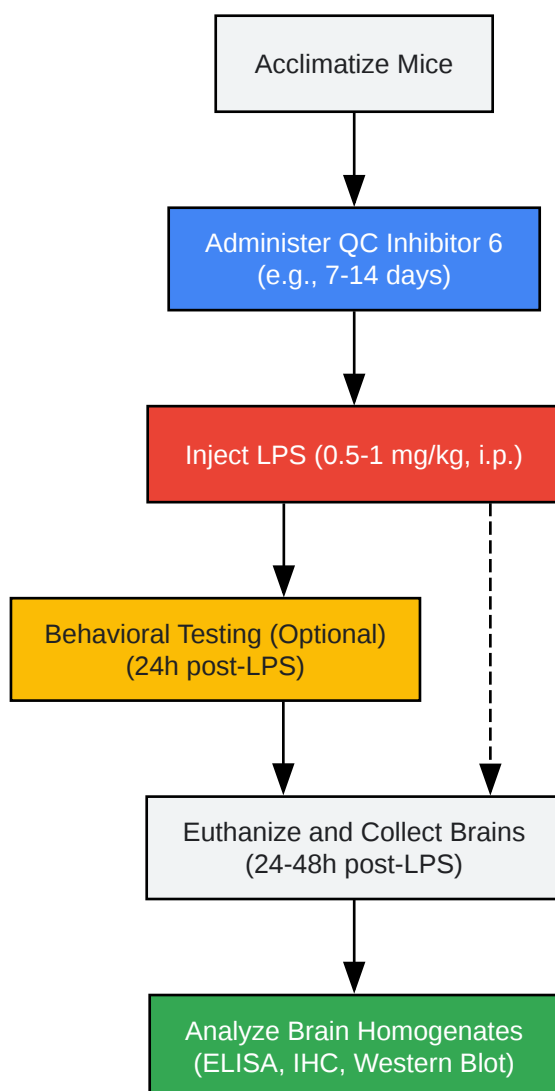 Acclimatize Mice
Administer QC Inhibitor 6
(e.g., 7-14 days)
Inject LPS (0.5-1 mg/kg, i.p.)
Behavioral Testing (Optional)
(24h post-LPS)
Euthanize and Collect Brains
(24-48h post-LPS)
Analyze Brain Homogenates
(ELISA, IHC, Western Blot)